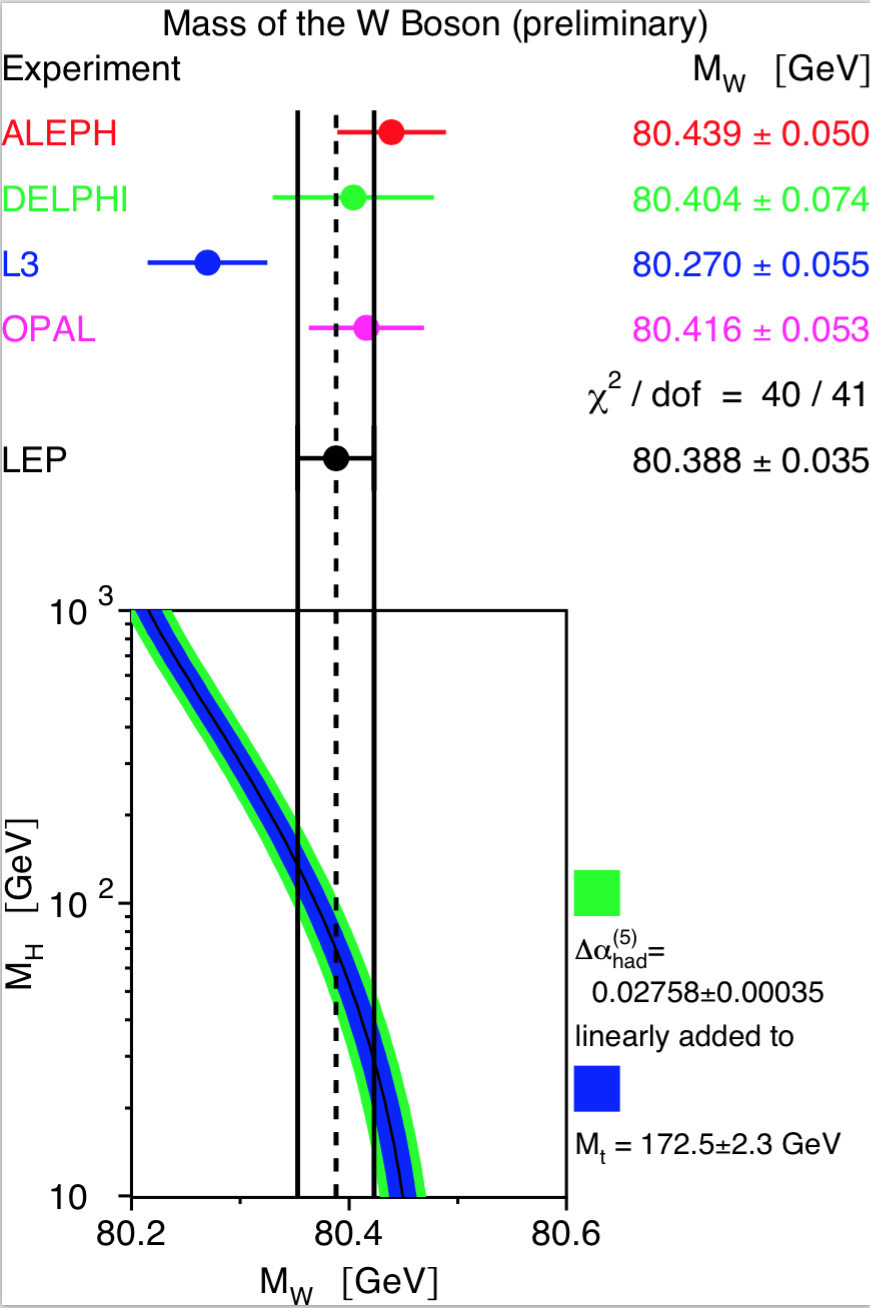 Mass of the W Boson (preliminary)
Experiment M_W [GeV]
ALEPH 80.439 ± 0.050
DELPHI 80.404 ± 0.074
L3 80.270 ± 0.055
OPAL 80.416 ± 0.053
χ² / dof = 40 / 41
LEP 80.388 ± 0.035
10³
10²
10
M_H [GeV]
80.2 80.4 80.6
M_W [GeV]
Δα_had^(5)=
0.02758±0.00035
linearly added to
M_t = 172.5±2.3 GeV